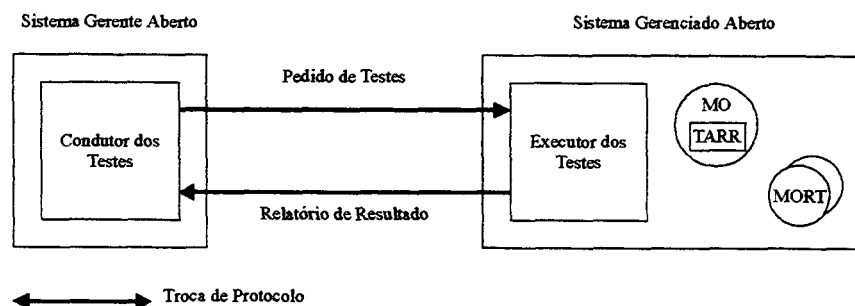 Sistema Gerente Aberto
Sistema Gerenciado Aberto
Pedido de Testes
Condutor dos
Testes
Executor dos
Testes
MO
TARR
MORT
Relatório de Resultado
Troca de Protocolo